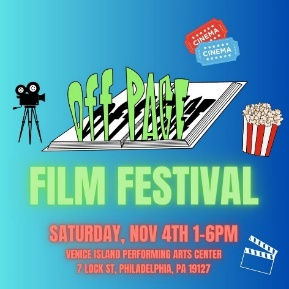 CINEMA
CINEMA
Off PAGE
FILM FESTIVAL
SATURDAY, NOV 4TH 1-6PM
VENICE ISLAND PERFORMING ARTS CENTER
7 LOCK ST, PHILADELPHIA, PA 19127